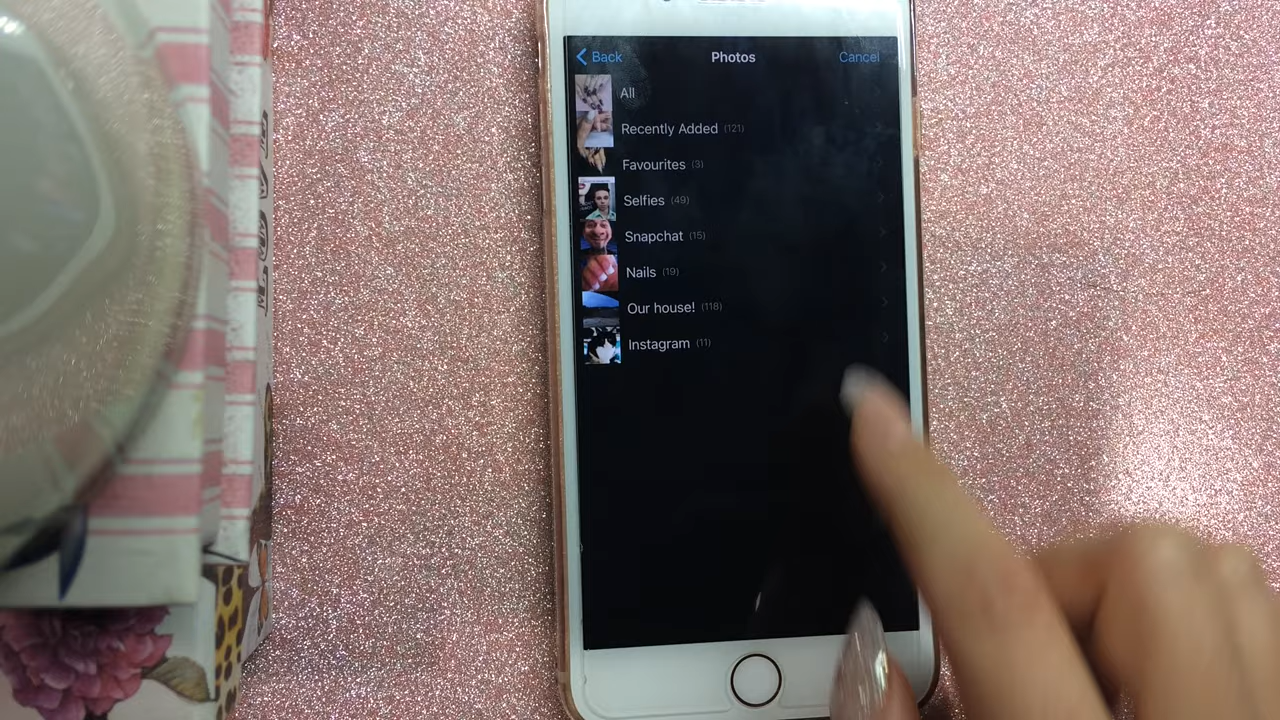 Back Photos Cancel
All
Recently Added (121)
Favourites (3)
Selfies (49)
Snapchat (15)
Nails (19)
Our house! (118)
Instagram (11)